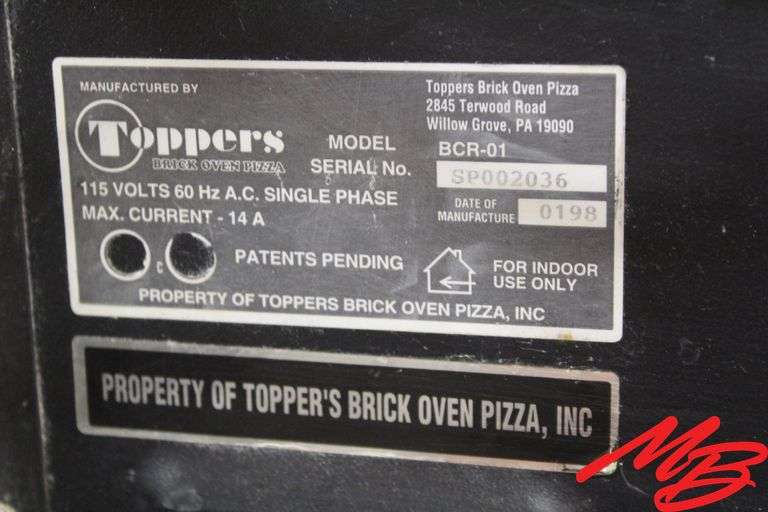 MANUFACTURED BY
Toppers
BRICK OVEN PIZZA
Toppers Brick Oven Pizza
2845 Terwood Road
Willow Grove, PA 19090
MODEL BCR-01
SERIAL No. SP002036
115 VOLTS 60 Hz A.C. SINGLE PHASE
MAX. CURRENT - 14 A
DATE OF
MANUFACTURE 0198
C
PATENTS PENDING
FOR INDOOR
USE ONLY
PROPERTY OF TOPPERS BRICK OVEN PIZZA, INC
PROPERTY OF TOPPER'S BRICK OVEN PIZZA, INC
MB